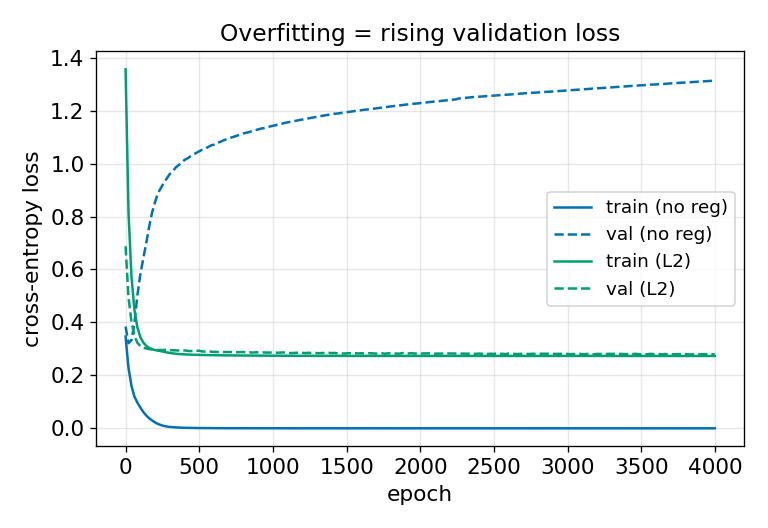 Overfitting = rising validation loss
cross-entropy loss
1.4
1.2
1.0
0.8
0.6
0.4
0.2
0.0
train (no reg)
val (no reg)
train (L2)
val (L2)
0 500 1000 1500 2000 2500 3000 3500 4000
epoch